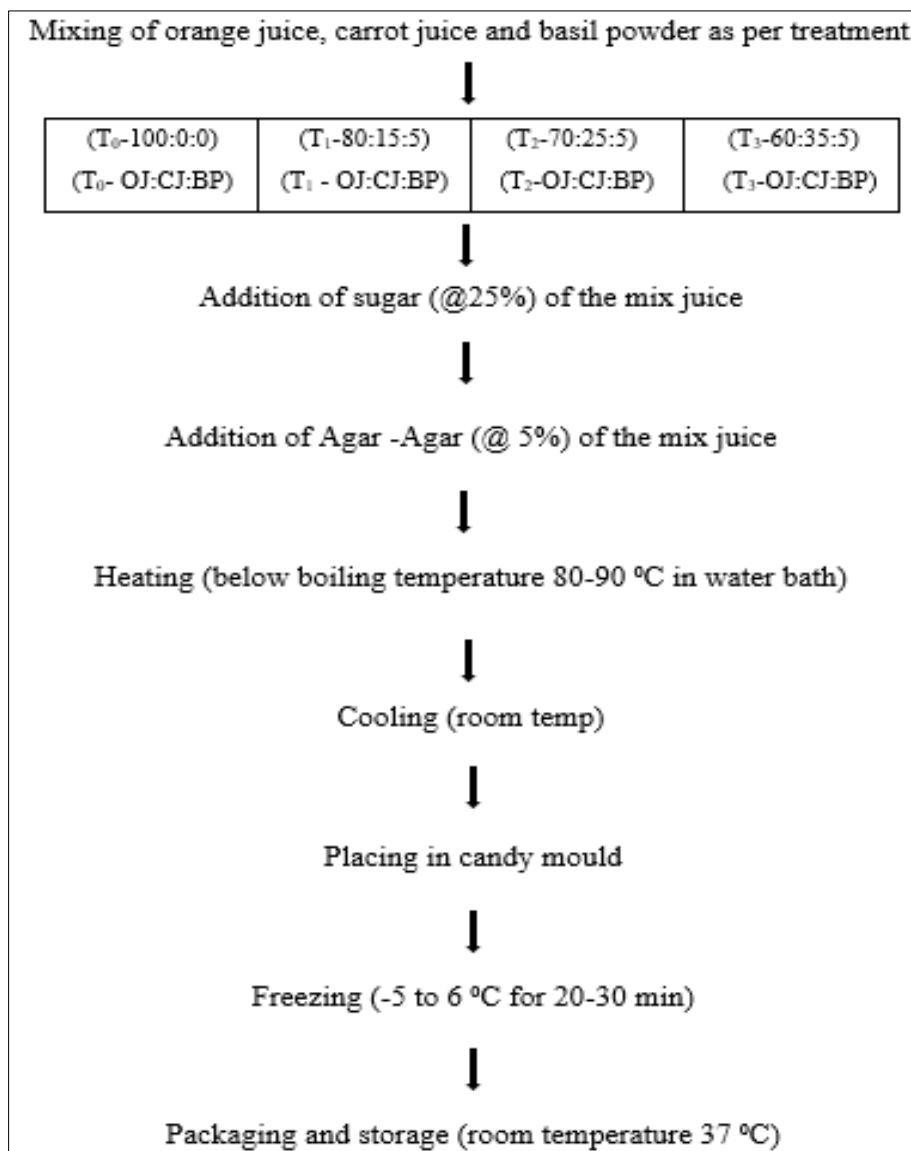 Mixing of orange juice, carrot juice and basil powder as per treatment
(T₀-100:0:0) (T₁-80:15:5) (T₂-70:25:5) (T₃-60:35:5)
(T₀- OJ:CJ:BP) (T₁ - OJ:CJ:BP) (T₂-OJ:CJ:BP) (T₃-OJ:CJ:BP)
Addition of sugar (@25%) of the mix juice
Addition of Agar -Agar (@ 5%) of the mix juice
Heating (below boiling temperature 80-90 ⁰C in water bath)
Cooling (room temp)
Placing in candy mould
Freezing (-5 to 6 ⁰C for 20-30 min)
Packaging and storage (room temperature 37 ⁰C)